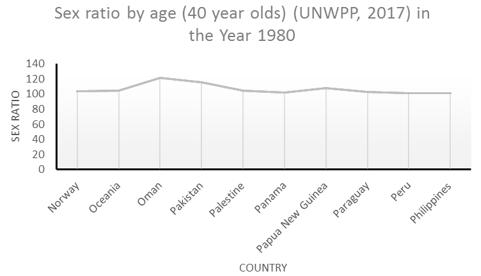 Sex ratio by age (40 year olds) (UNWPP, 2017) in
the Year 1980
SEX RATIO
140
120
100
80
60
40
20
0
Norway
Oceania
Oman
Pakistan
Palestine
Panama
Papua New Guinea
Paraguay
Peru
Philippines
COUNTRY